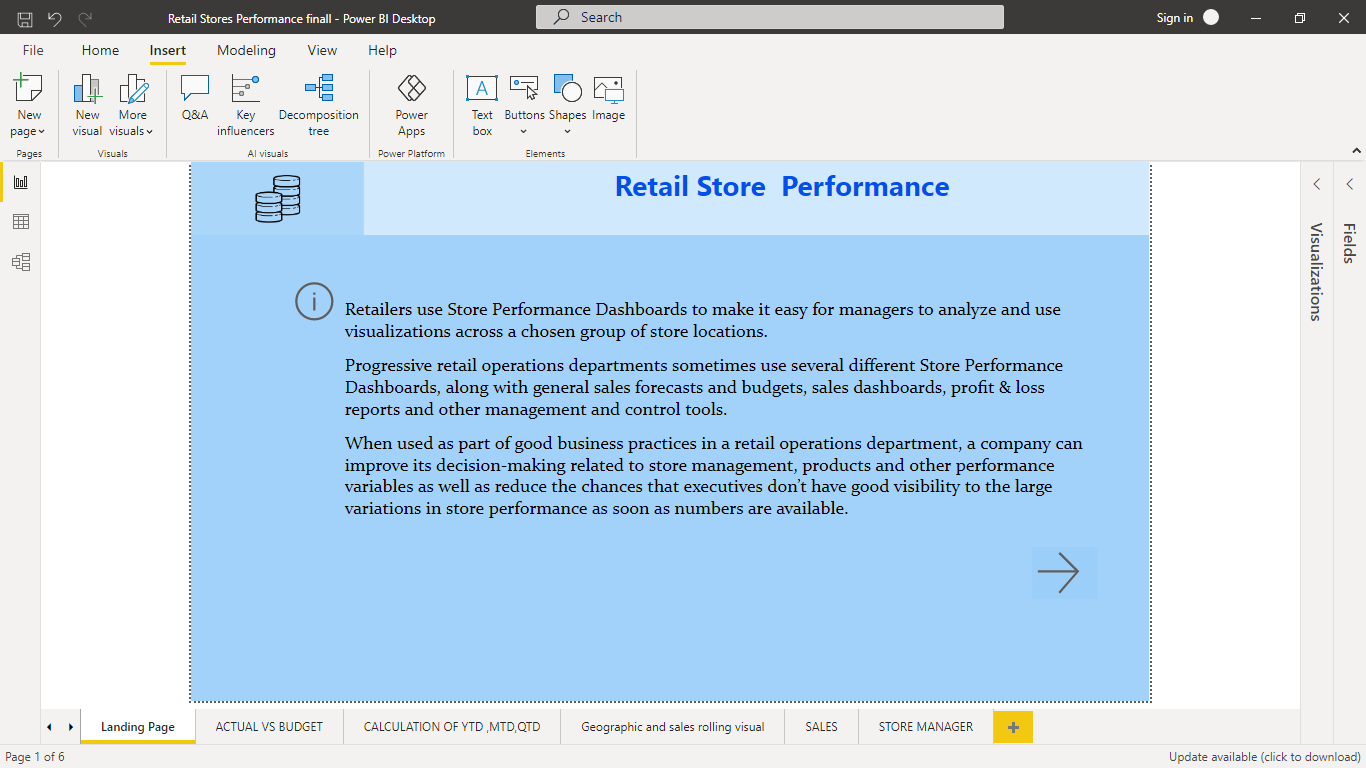 Retail Stores Performance finall - Power BI Desktop
Search
Sign in
File Home Insert Modeling View Help
New page
New visual
More visuals
Q&A
Key influencers
Decomposition tree
Power Apps
Text box
Buttons
Shapes
Image
Pages
Visuals
AI visuals
Power Platform
Elements
Retail Store Performance
Retailers use Store Performance Dashboards to make it easy for managers to analyze and use
visualizations across a chosen group of store locations.
Progressive retail operations departments sometimes use several different Store Performance
Dashboards, along with general sales forecasts and budgets, sales dashboards, profit & loss
reports and other management and control tools.
When used as part of good business practices in a retail operations department, a company can
improve its decision-making related to store management, products and other performance
variables as well as reduce the chances that executives don't have good visibility to the large
variations in store performance as soon as numbers are available.
Visualizations
Fields
Landing Page
ACTUAL VS BUDGET
CALCULATION OF YTD ,MTD,QTD
Geographic and sales rolling visual
SALES
STORE MANAGER
Page 1 of 6
Update available (click to download)